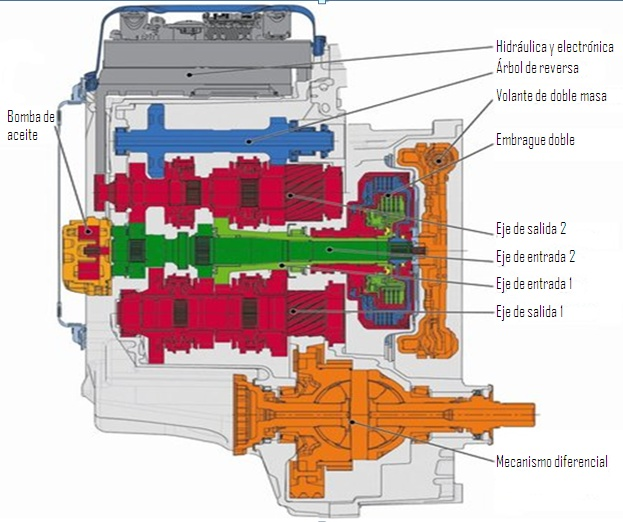 Hidráulica y electrónica
Árbol de reversa
Volante de doble masa
Bomba de
aceite
Embrague doble
Eje de salida 2
Eje de entrada 2
Eje de entrada 1
Eje de salida 1
Mecanismo diferencial